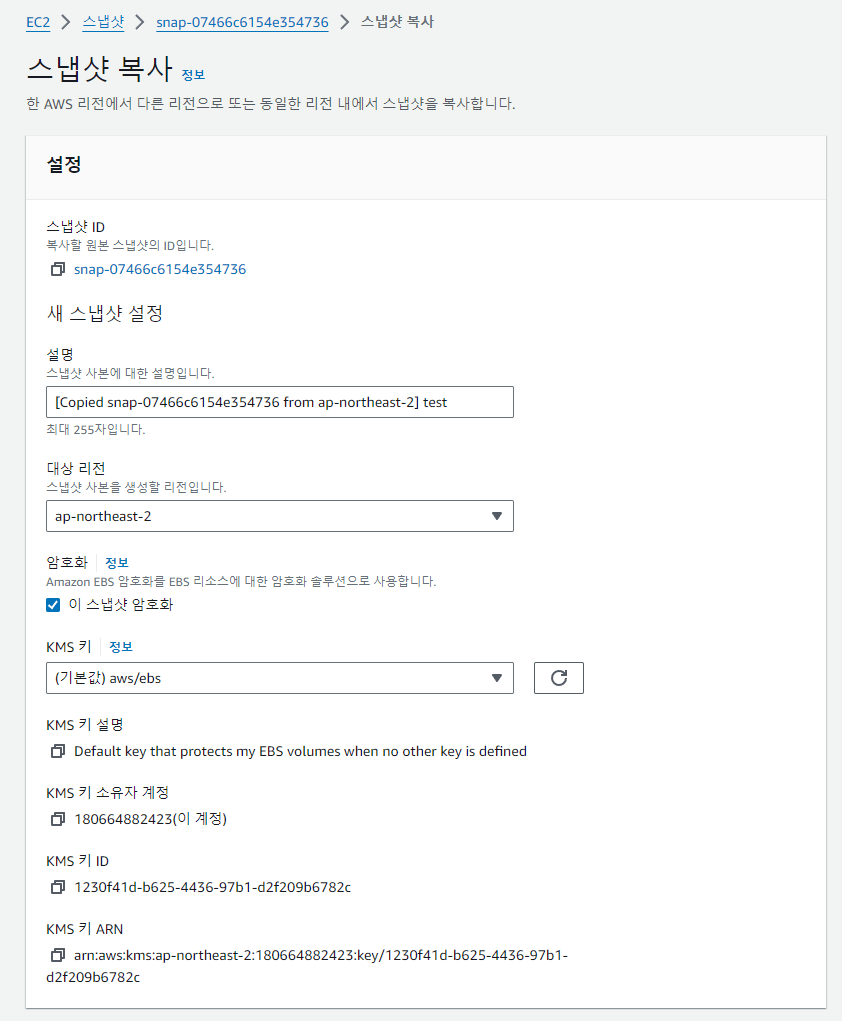 EC2 > 스냅샷 > snap-07466c6154e354736 > 스냅샷 복사
스냅샷 복사 정보
한 AWS 리전에서 다른 리전으로 또는 동일한 리전 내에서 스냅샷을 복사합니다.
설정
스냅샷 ID
복사할 원본 스냅샷의 ID입니다.
snap-07466c6154e354736
새 스냅샷 설정
설명
스냅샷 사본에 대한 설명입니다.
[Copied snap-07466c6154e354736 from ap-northeast-2] test
최대 255자입니다.
대상 리전
스냅샷 사본을 생성할 리전입니다.
ap-northeast-2
암호화 정보
Amazon EBS 암호화를 EBS 리소스에 대한 암호화 솔루션으로 사용합니다.
이 스냅샷 암호화
KMS 키 정보
(기본값) aws/ebs
KMS 키 설명
Default key that protects my EBS volumes when no other key is defined
KMS 키 소유자 계정
180664882423(이 계정)
KMS 키 ID
1230f41d-b625-4436-97b1-d2f209b6782c
KMS 키 ARN
arn:aws:kms:ap-northeast-2:180664882423:key/1230f41d-b625-4436-97b1-
d2f209b6782c